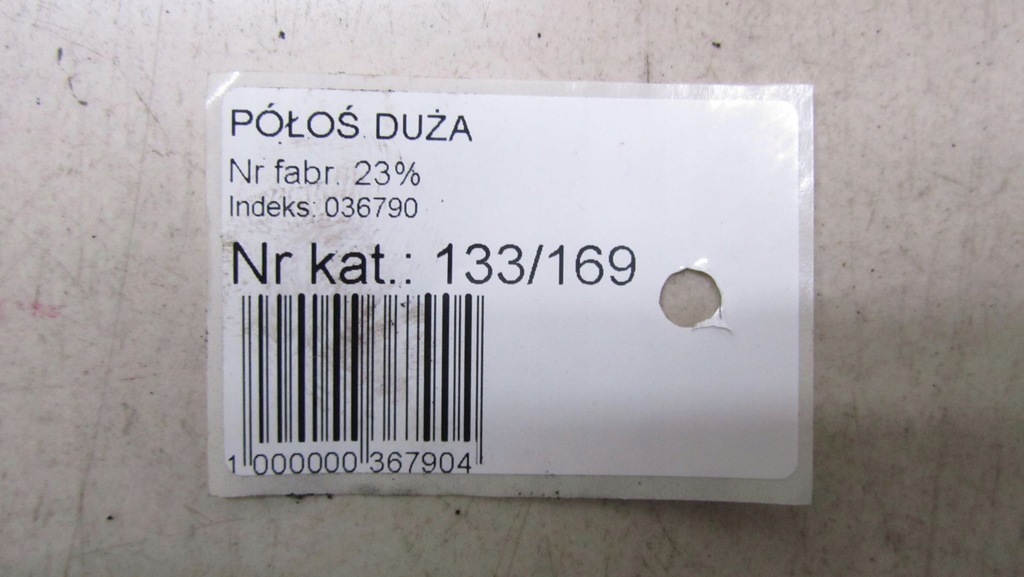 PÓŁOŚ DUŻA
Nr fabr. 23%
Indeks: 036790
Nr kat.: 133/169
1 000000 367904